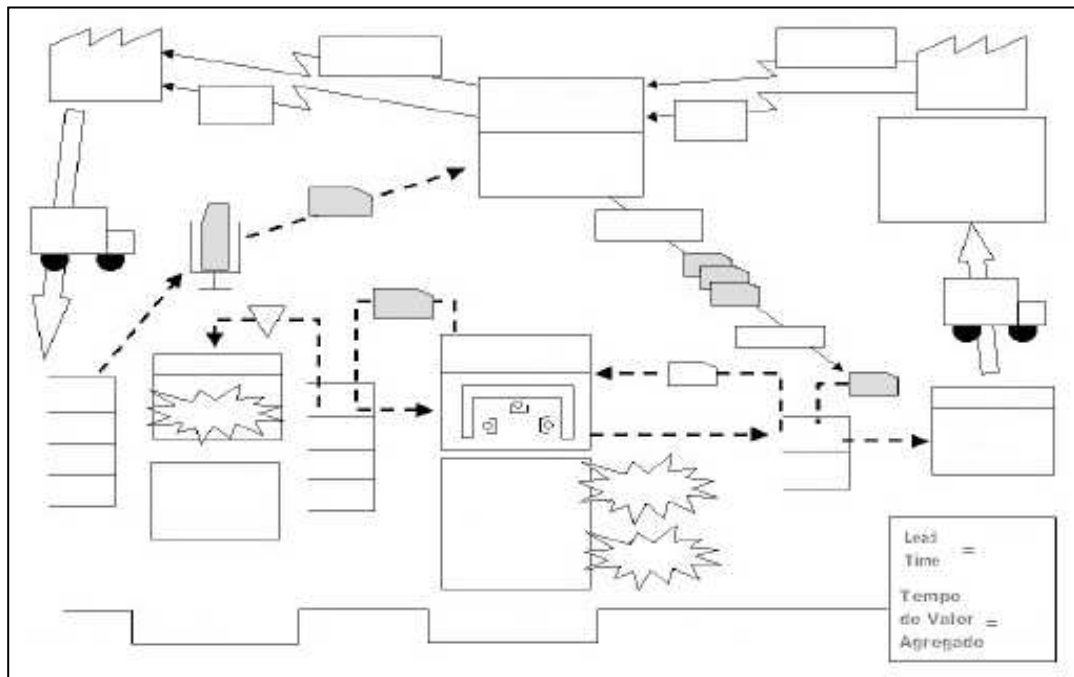 Lead
Time =
Tempo
de Valor =
Agregado